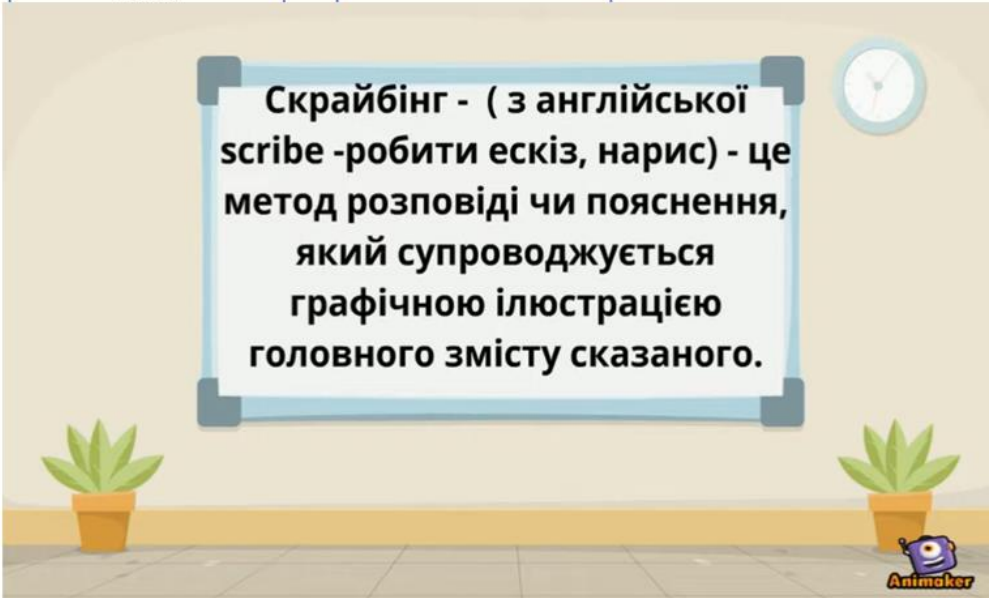 Скрайбінг - ( з англійської
scribe -робити ескіз, нарис) - це
метод розповіді чи пояснення,
який супроводжується
графічною ілюстрацією
головного змісту сказаного.
Animaker